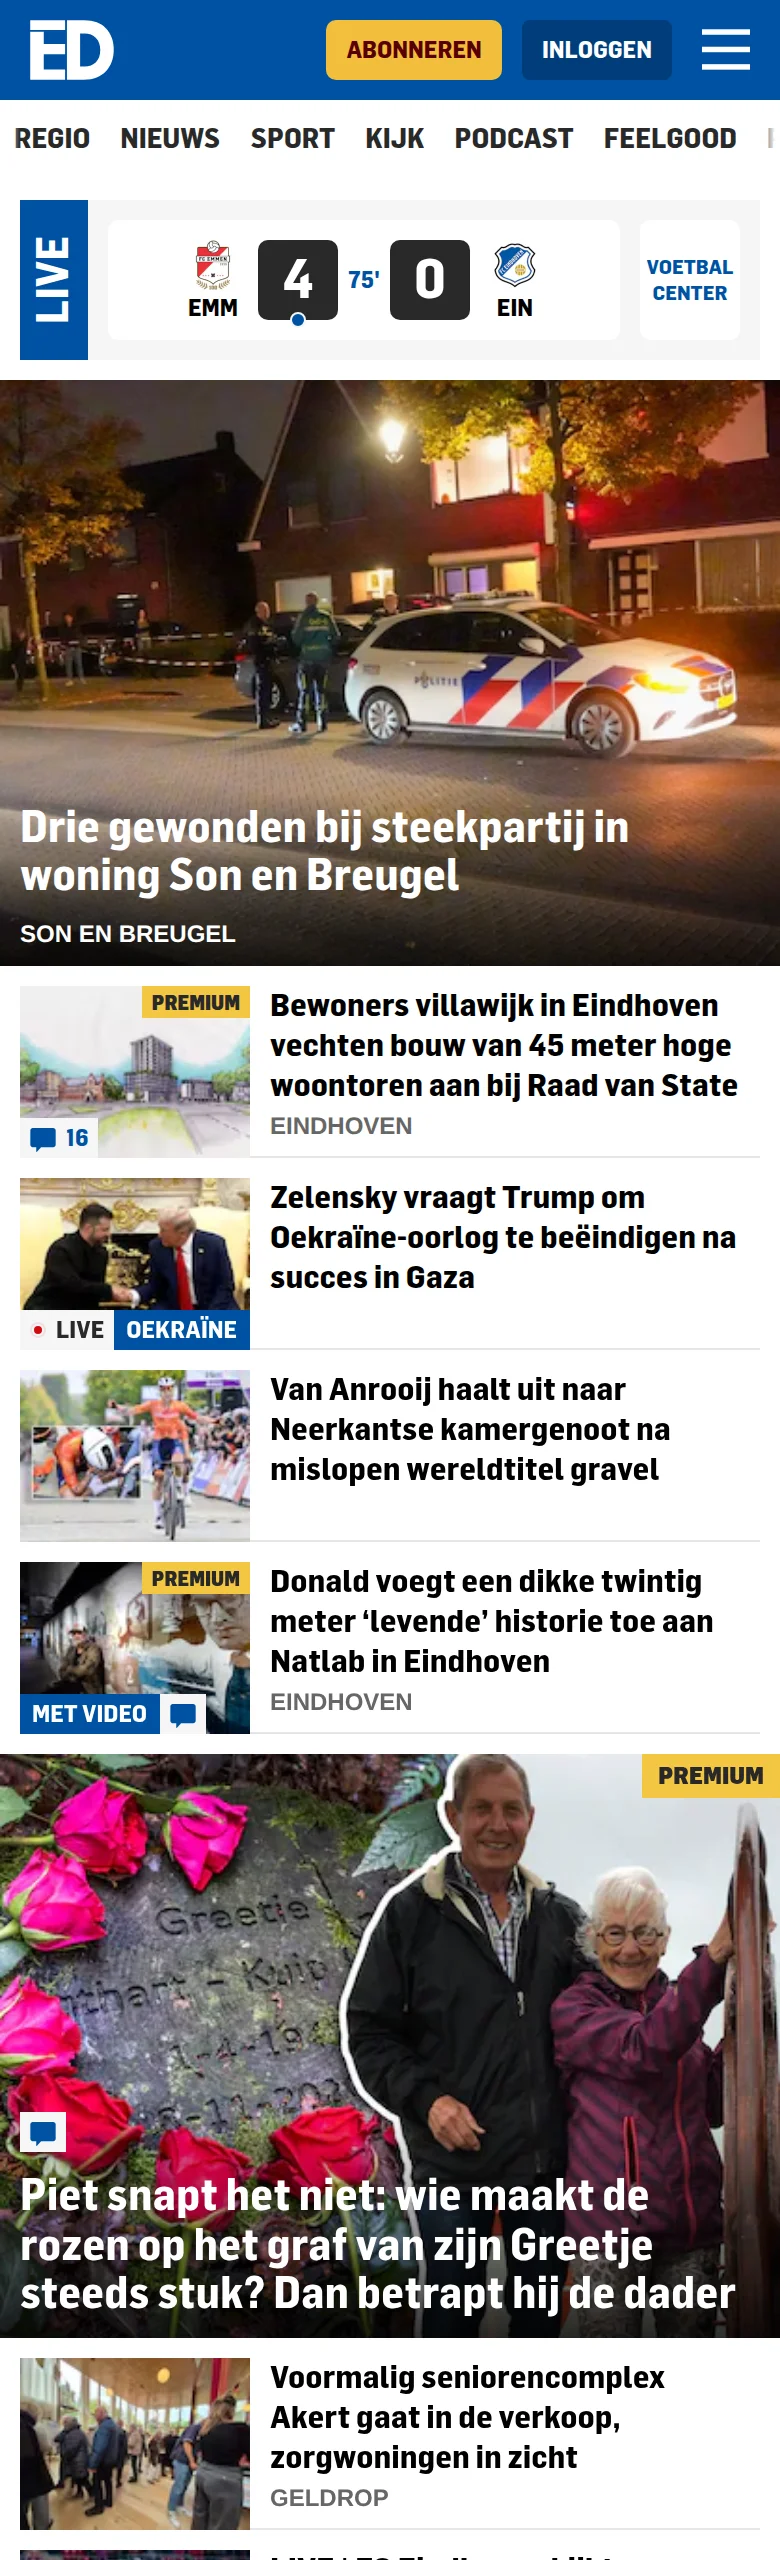 ED
ABONNEREN
INLOGGEN
REGIO NIEUWS SPORT KIJK PODCAST FEELGOOD
LIVE
FC EMMEN
EMM
4
75'
0
EIN
VOETBAL
CENTER
POLITIE
Drie gewonden bij steekpartij in
woning Son en Breugel
SON EN BREUGEL
PREMIUM
16
Bewoners villawijk in Eindhoven
vechten bouw van 45 meter hoge
woontoren aan bij Raad van State
EINDHOVEN
LIVE OEKRAÏNE
Zelensky vraagt Trump om
Oekraïne-oorlog te beëindigen na
succes in Gaza
Van Anrooij haalt uit naar
Neerkantse kamergenoot na
mislopen wereldtitel gravel
PREMIUM
MET VIDEO
Donald voegt een dikke twintig
meter ‘levende’ historie toe aan
Natlab in Eindhoven
EINDHOVEN
PREMIUM
Greetje
Piet snapt het niet: wie maakt de
rozen op het graf van zijn Greetje
steeds stuk? Dan betrapt hij de dader
Voormalig seniorencomplex
Akert gaat in de verkoop,
zorgwoningen in zicht
GELDROP